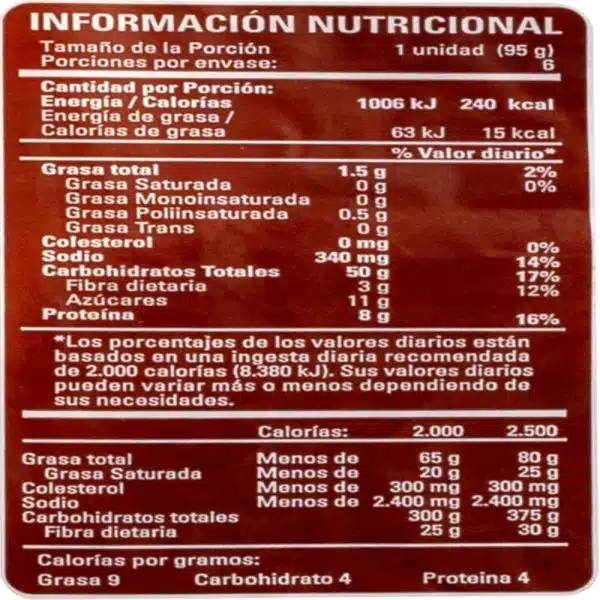 INFORMACIÓN NUTRICIONAL
Tamaño de la Porción 1 unidad (95 g)
Porciones por envase: 6
Cantidad por Porción:
Energía / Calorías 1006 kJ 240 kcal
Energía de grasa /
Calorías de grasa 63 kJ 15 kcal
% Valor diario*
Grasa total 1.5 g 2%
Grasa Saturada 0 g 0%
Grasa Monoinsaturada 0 g
Grasa Poliinsaturada 0.5 g
Grasa Trans 0 g
Colesterol 0 mg 0%
Sodio 340 mg 14%
Carbohidratos Totales 50 g 17%
Fibra dietaria 3 g 12%
Azúcares 11 g
Proteína 8 g 16%
*Los porcentajes de los valores diarios están
basados en una ingesta diaria recomendada
de 2.000 calorías (8.380 kJ). Sus valores diarios
pueden variar más o menos dependiendo de
sus necesidades.
Calorías: 2.000 2.500
Grasa total Menos de 65 g 80 g
Grasa Saturada Menos de 20 g 25 g
Colesterol Menos de 300 mg 300 mg
Sodio Menos de 2.400 mg 2.400 mg
Carbohidratos totales 300 g 375 g
Fibra dietaria 25 g 30 g
Calorías por gramos:
Grasa 9 Carbohidrato 4 Proteina 4